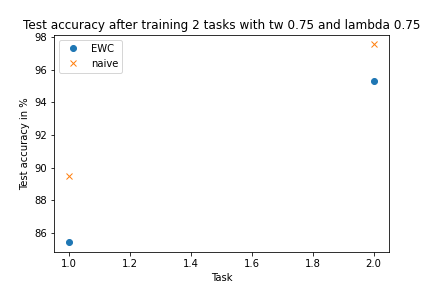 Test accuracy after training 2 tasks with tw 0.75 and lambda 0.75
98
96
94
92
90
88
86
Test accuracy in %
EWC
naive
1.0 1.2 1.4 1.6 1.8 2.0
Task